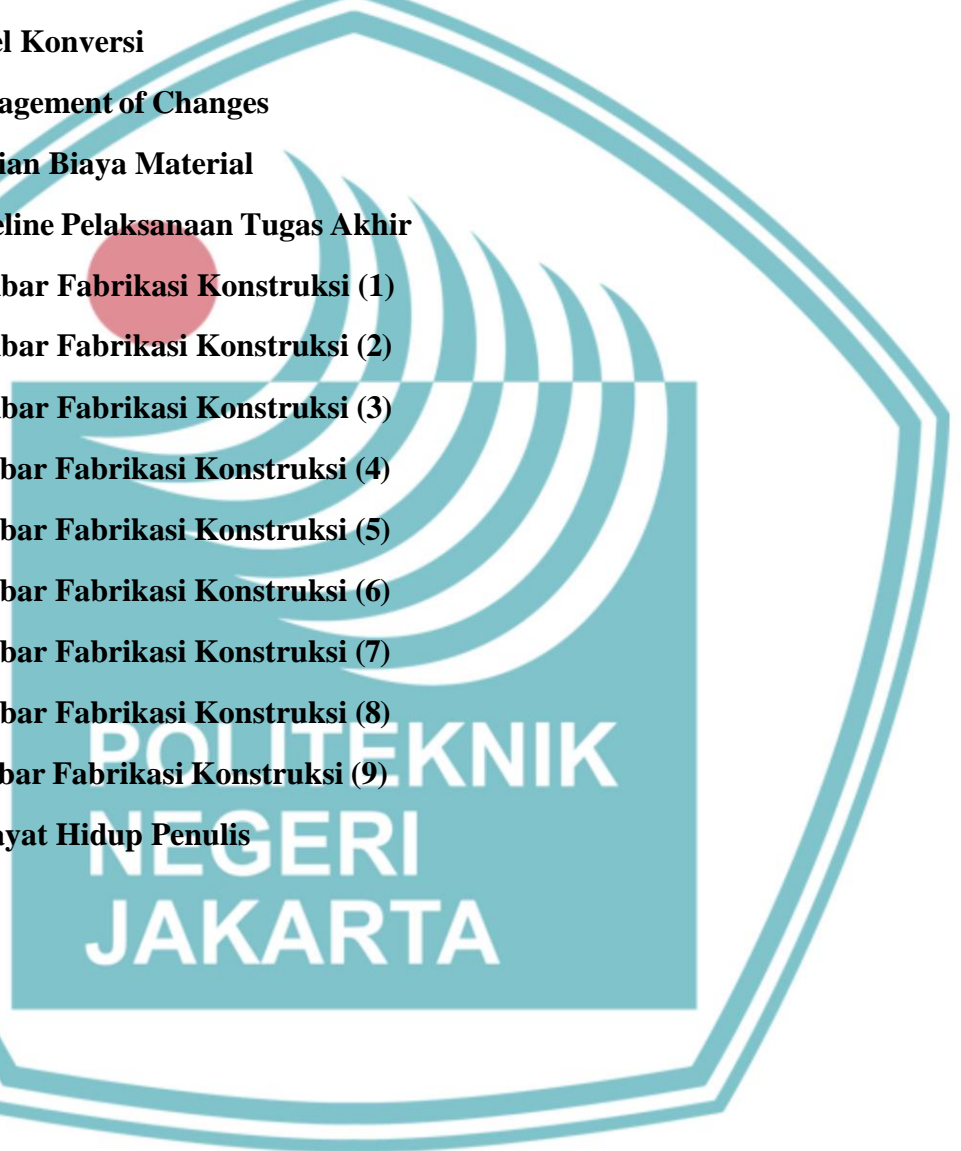 el Konversi
agement of Changes
ian Biaya Material
eline Pelaksanaan Tugas Akhir
bar Fabrikasi Konstruksi (1)
bar Fabrikasi Konstruksi (2)
bar Fabrikasi Konstruksi (3)
bar Fabrikasi Konstruksi (4)
bar Fabrikasi Konstruksi (5)
bar Fabrikasi Konstruksi (6)
bar Fabrikasi Konstruksi (7)
bar Fabrikasi Konstruksi (8)
bar Fabrikasi Konstruksi (9)
ayat Hidup Penulis
POLITEKNIK
NEGERI
JAKARTA